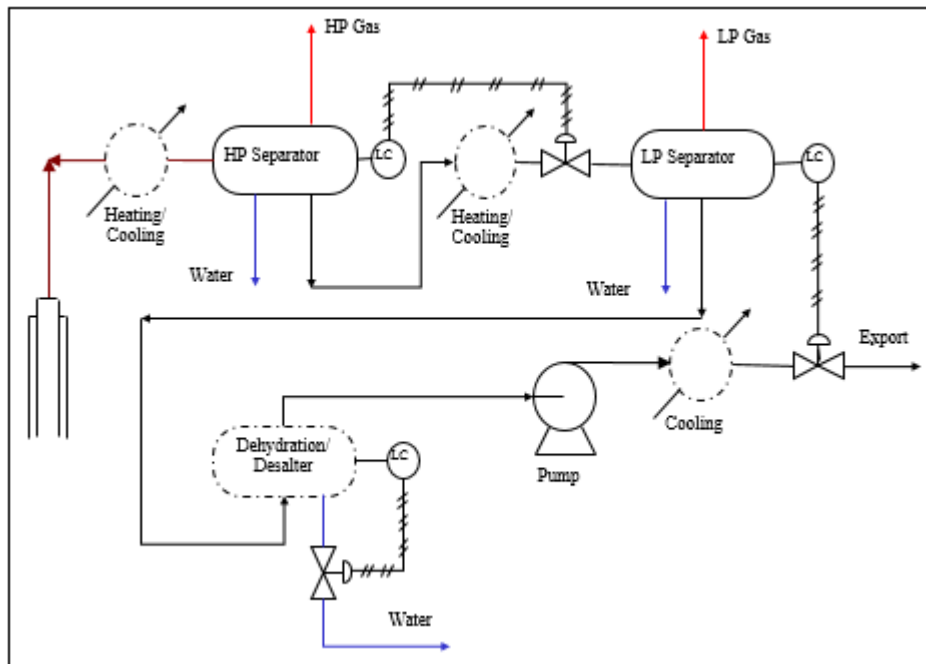 HP Gas
LP Gas
HP Separator
LC
LP Separator
LC
Heating/
Cooling
Heating/
Cooling
Water
Water
Export
Cooling
Dehydration/
Desalter
LC
Pump
Water